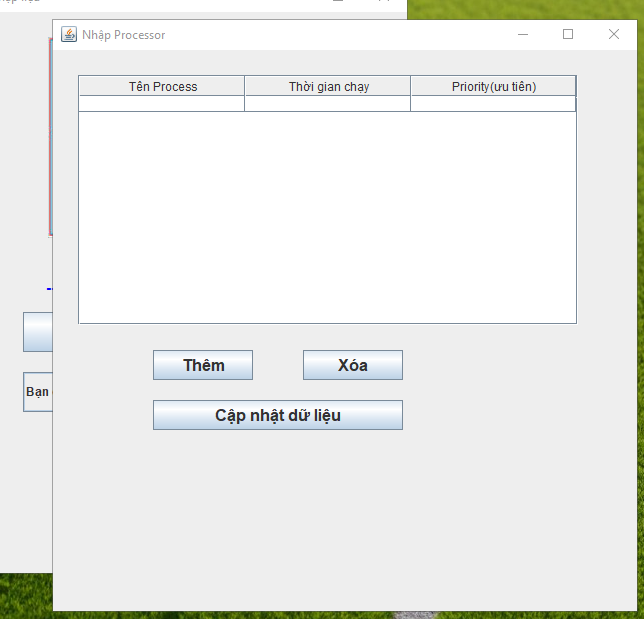 Nhập Processor
Tên Process Thời gian chạy Priority(ưu tiên)
Thêm Xóa
Cập nhật dữ liệu
Bạn